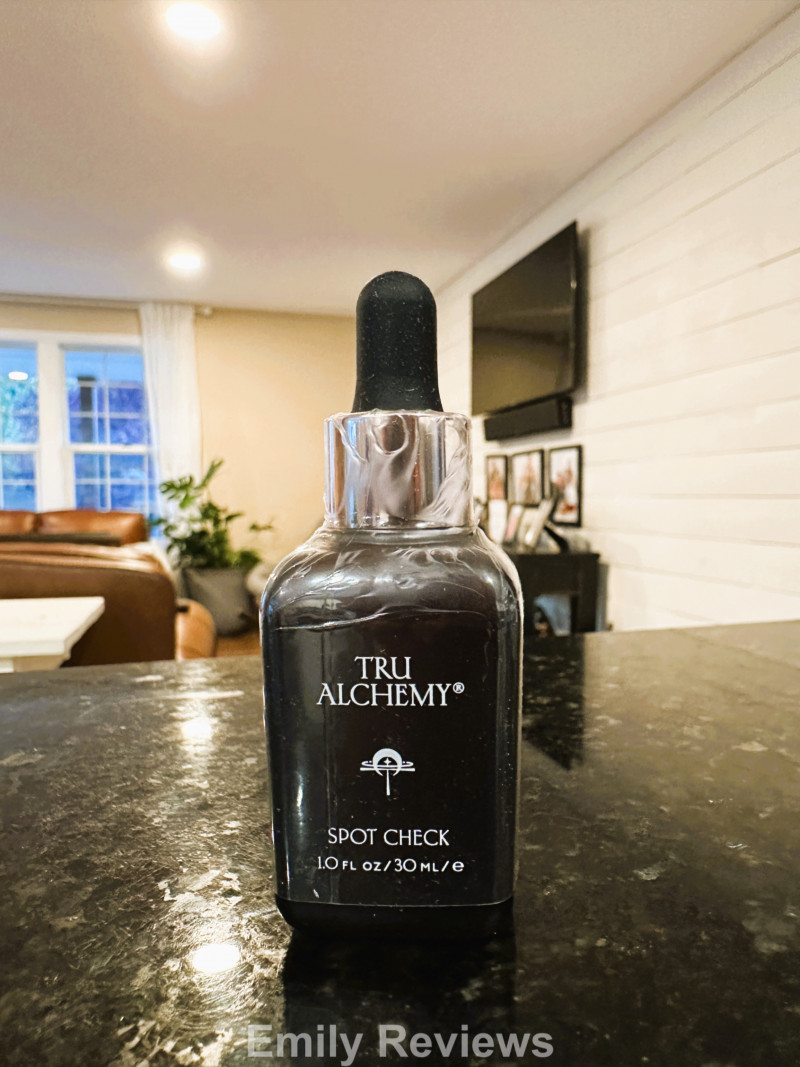 TRU
ALCHEMY®
SPOT CHECK
1.0 FL OZ/30 ML/e
Emily Reviews